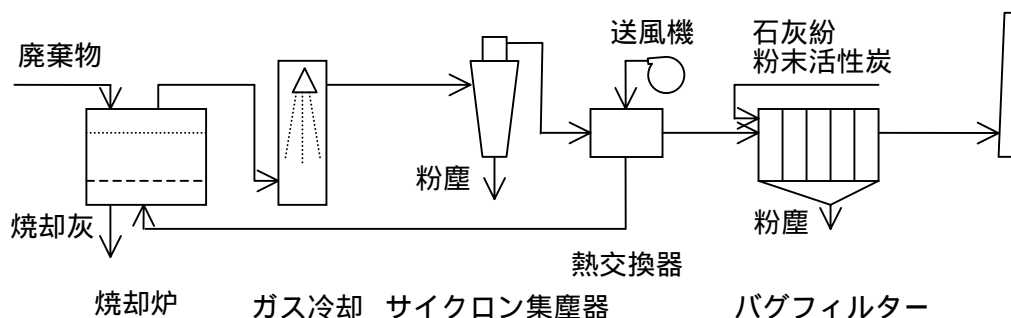 廃棄物
送風機
石灰紛
粉末活性炭
粉塵
焼却灰
粉塵
熱交換器
焼却炉
ガス冷却
サイクロン集塵器
バグフィルター